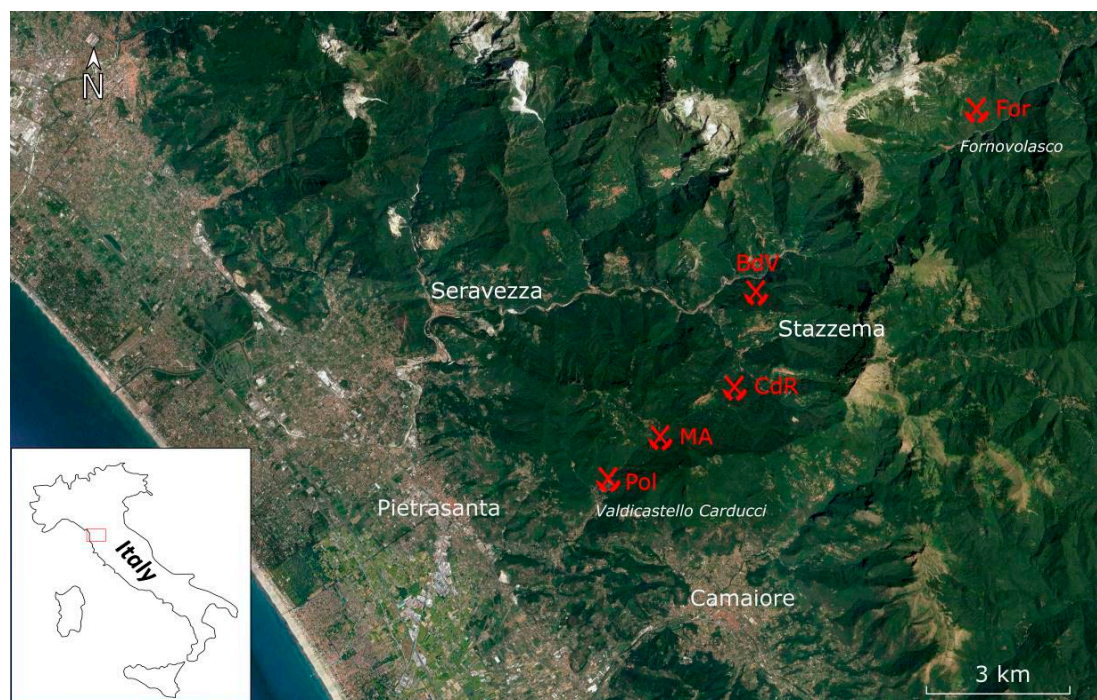 N
For
Fornovolasco
BdV
Seravezza
Stazzema
CdR
MA
Pol
Pietrasanta
Valdicastello Carducci
Italy
Camaiore
3 km